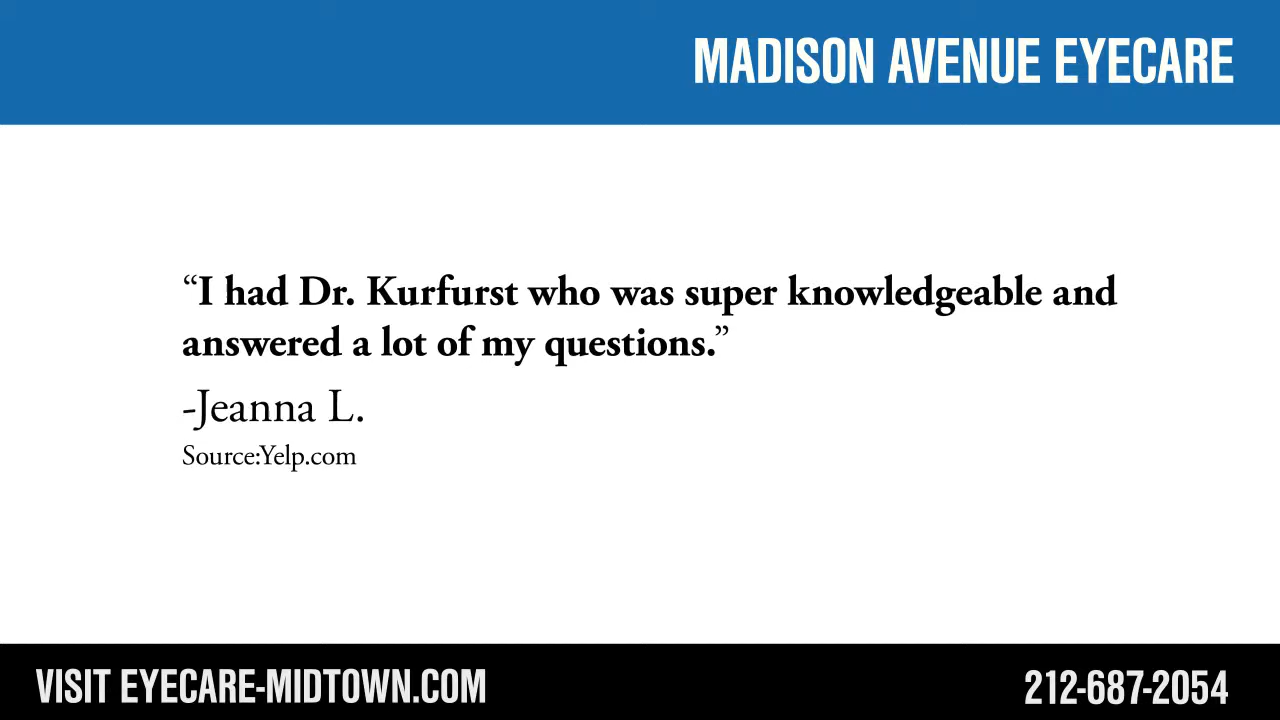 MADISON AVENUE EYECARE
“I had Dr. Kurfurst who was super knowledgeable and
answered a lot of my questions.”
-Jeanna L.
Source:Yelp.com
VISIT EYECARE-MIDTOWN.COM
212-687-2054